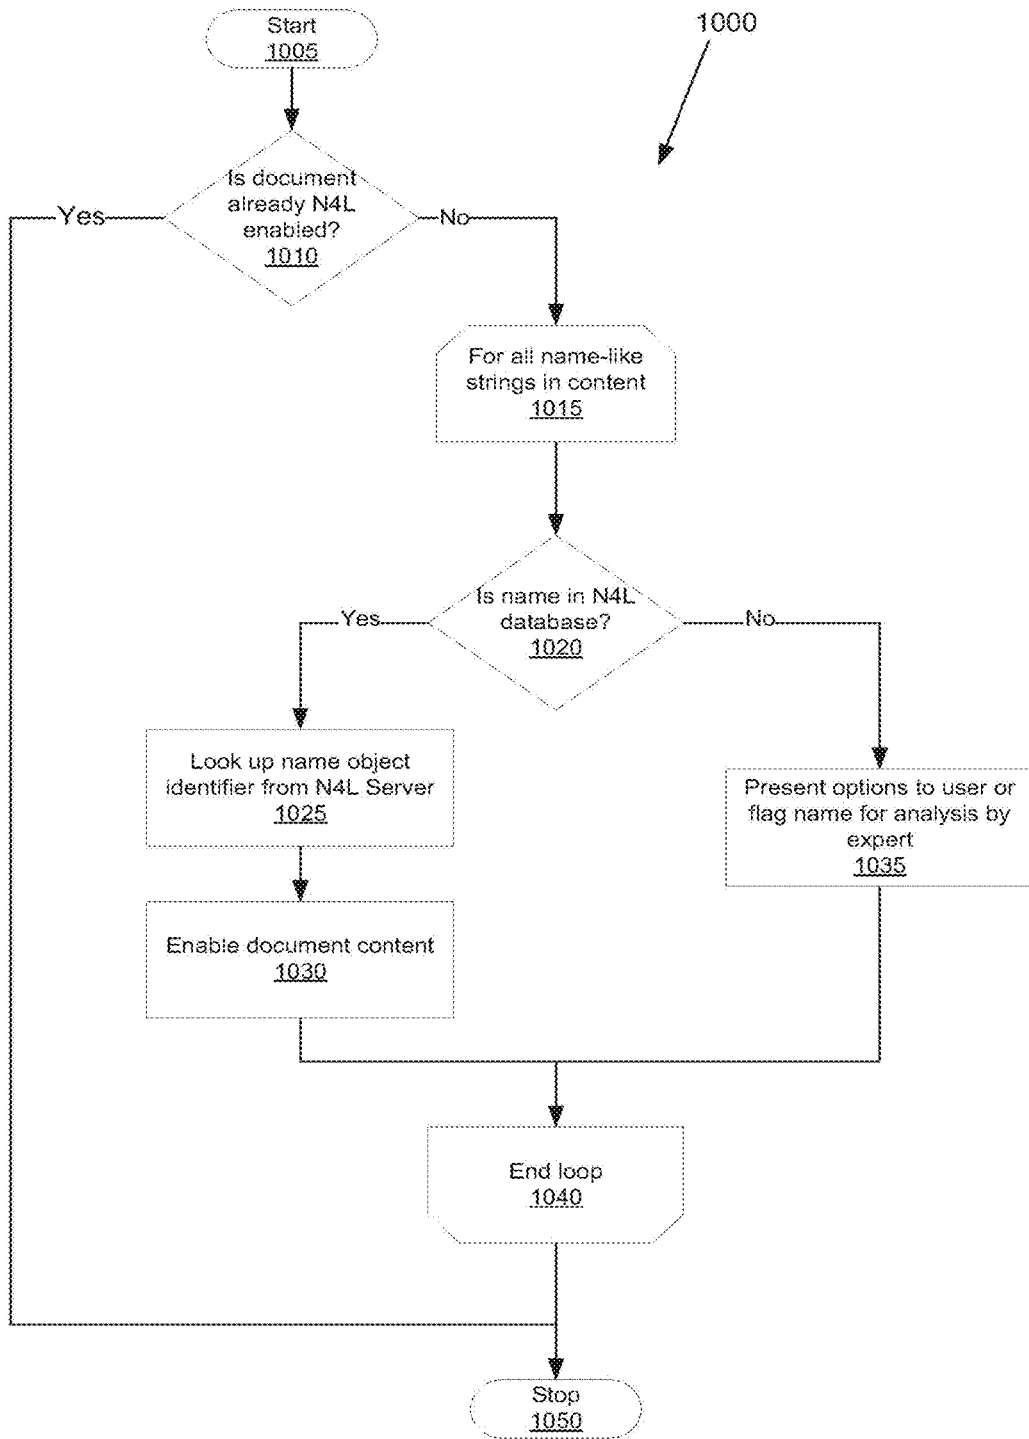 Start
1005
1000
Is document
already N4L
enabled?
1010
Yes
No
For all name-like
strings in content
1015
Is name in N4L
database?
1020
Yes
No
Look up name object
identifier from N4L Server
1025
Present options to user or
flag name for analysis by
expert
1035
Enable document content
1030
End loop
1040
Stop
1050